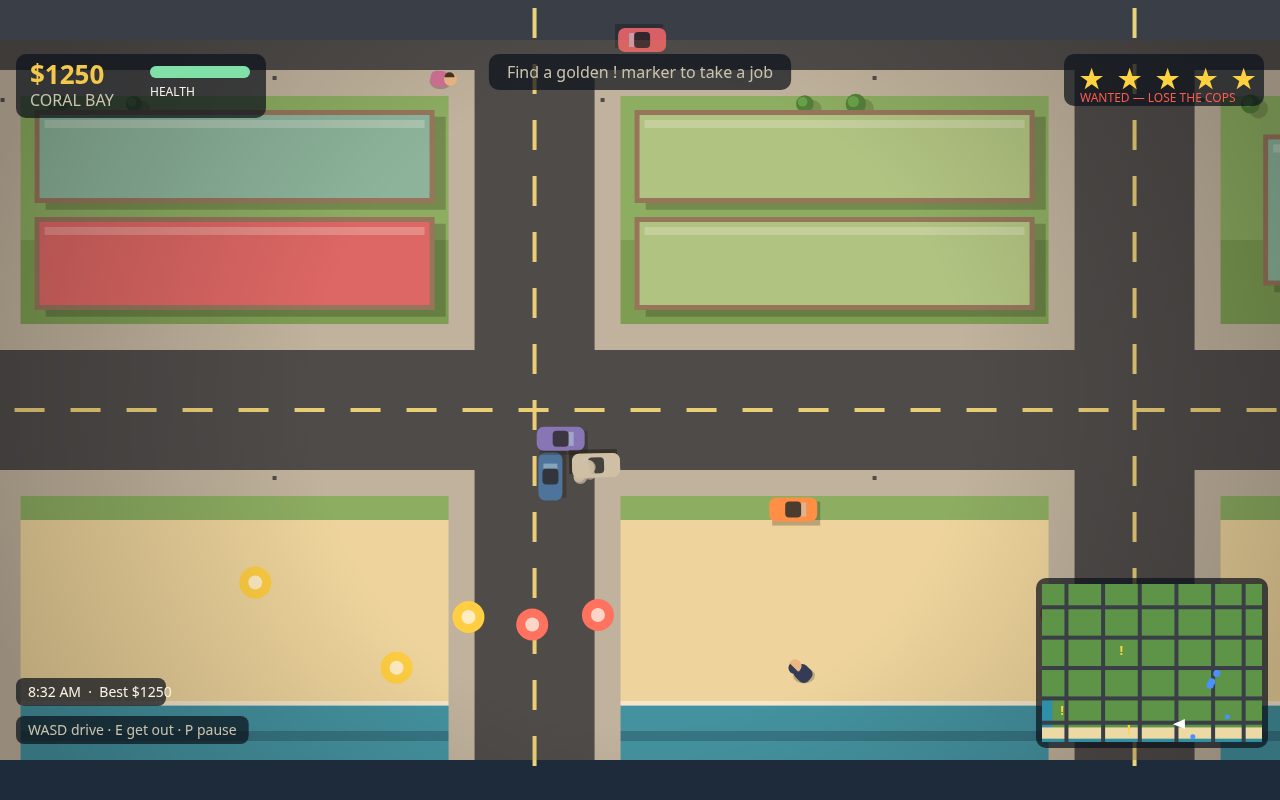 $1250
CORAL BAY
HEALTH
Find a golden ! marker to take a job
★ ★ ★ ★ ★
WANTED — LOSE THE COPS
!
!
!
8:32 AM · Best $1250
WASD drive · E get out · P pause